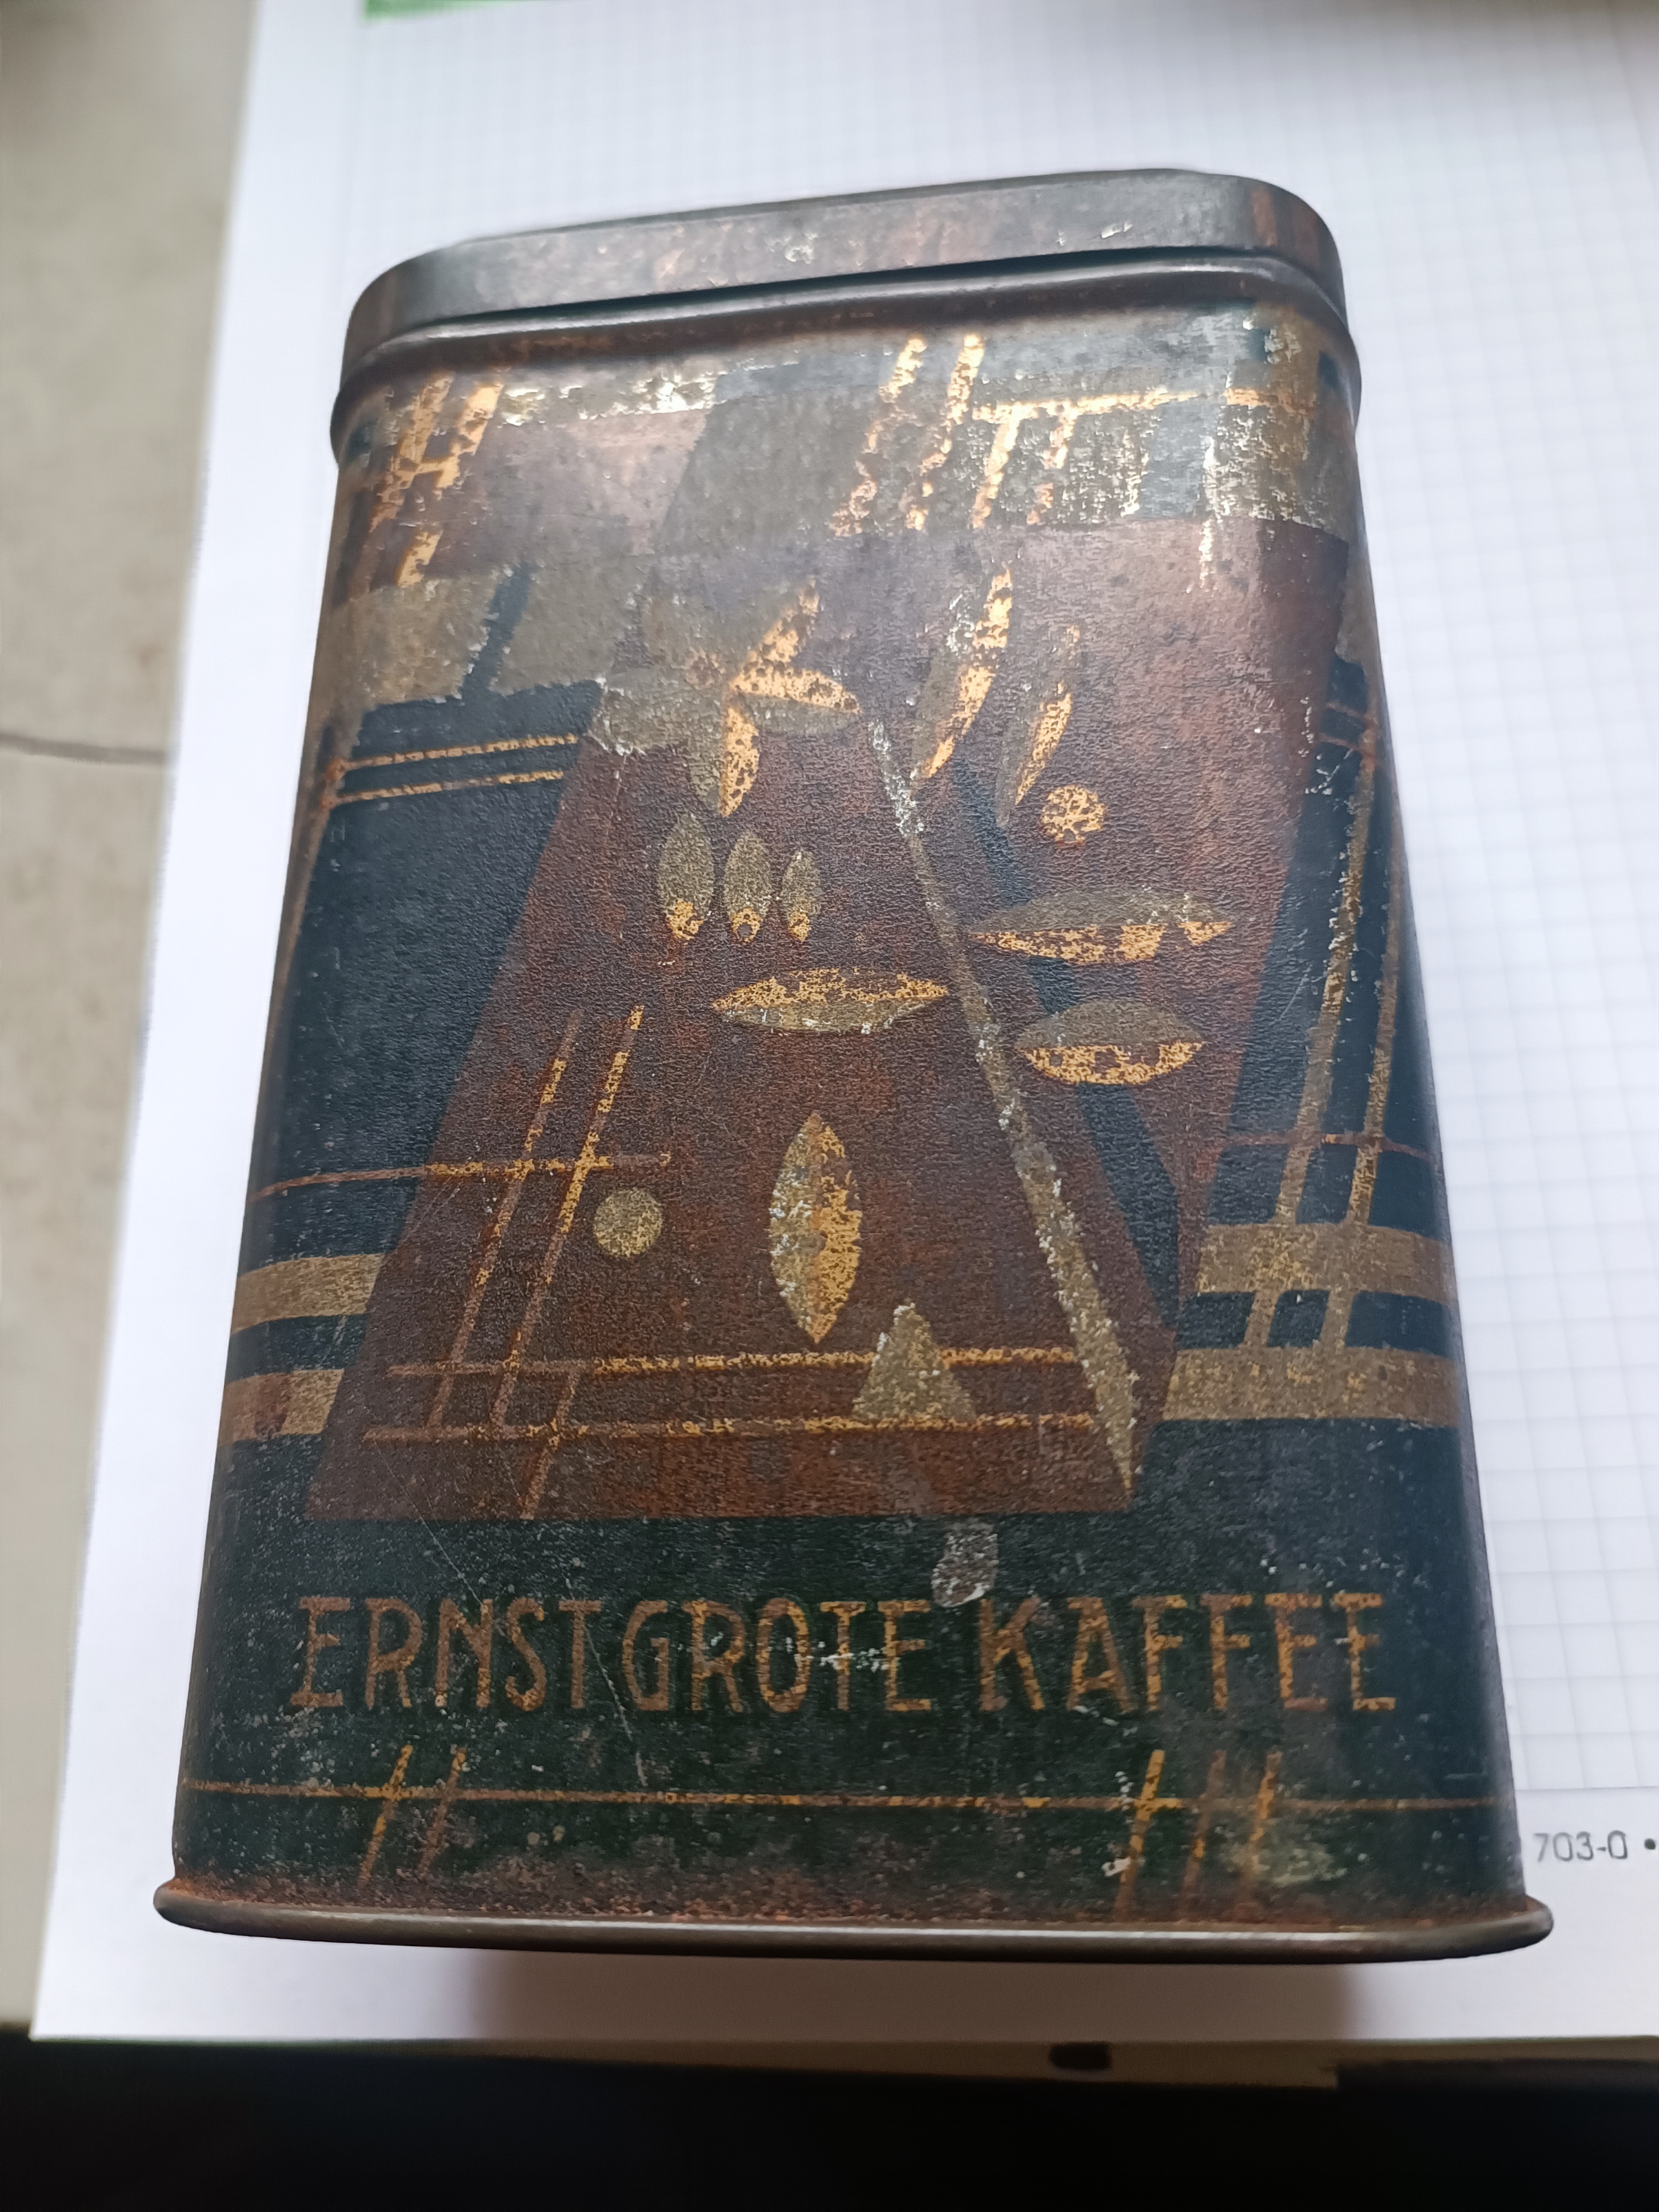 ERNST GROTE KAFFEE
703-0 •